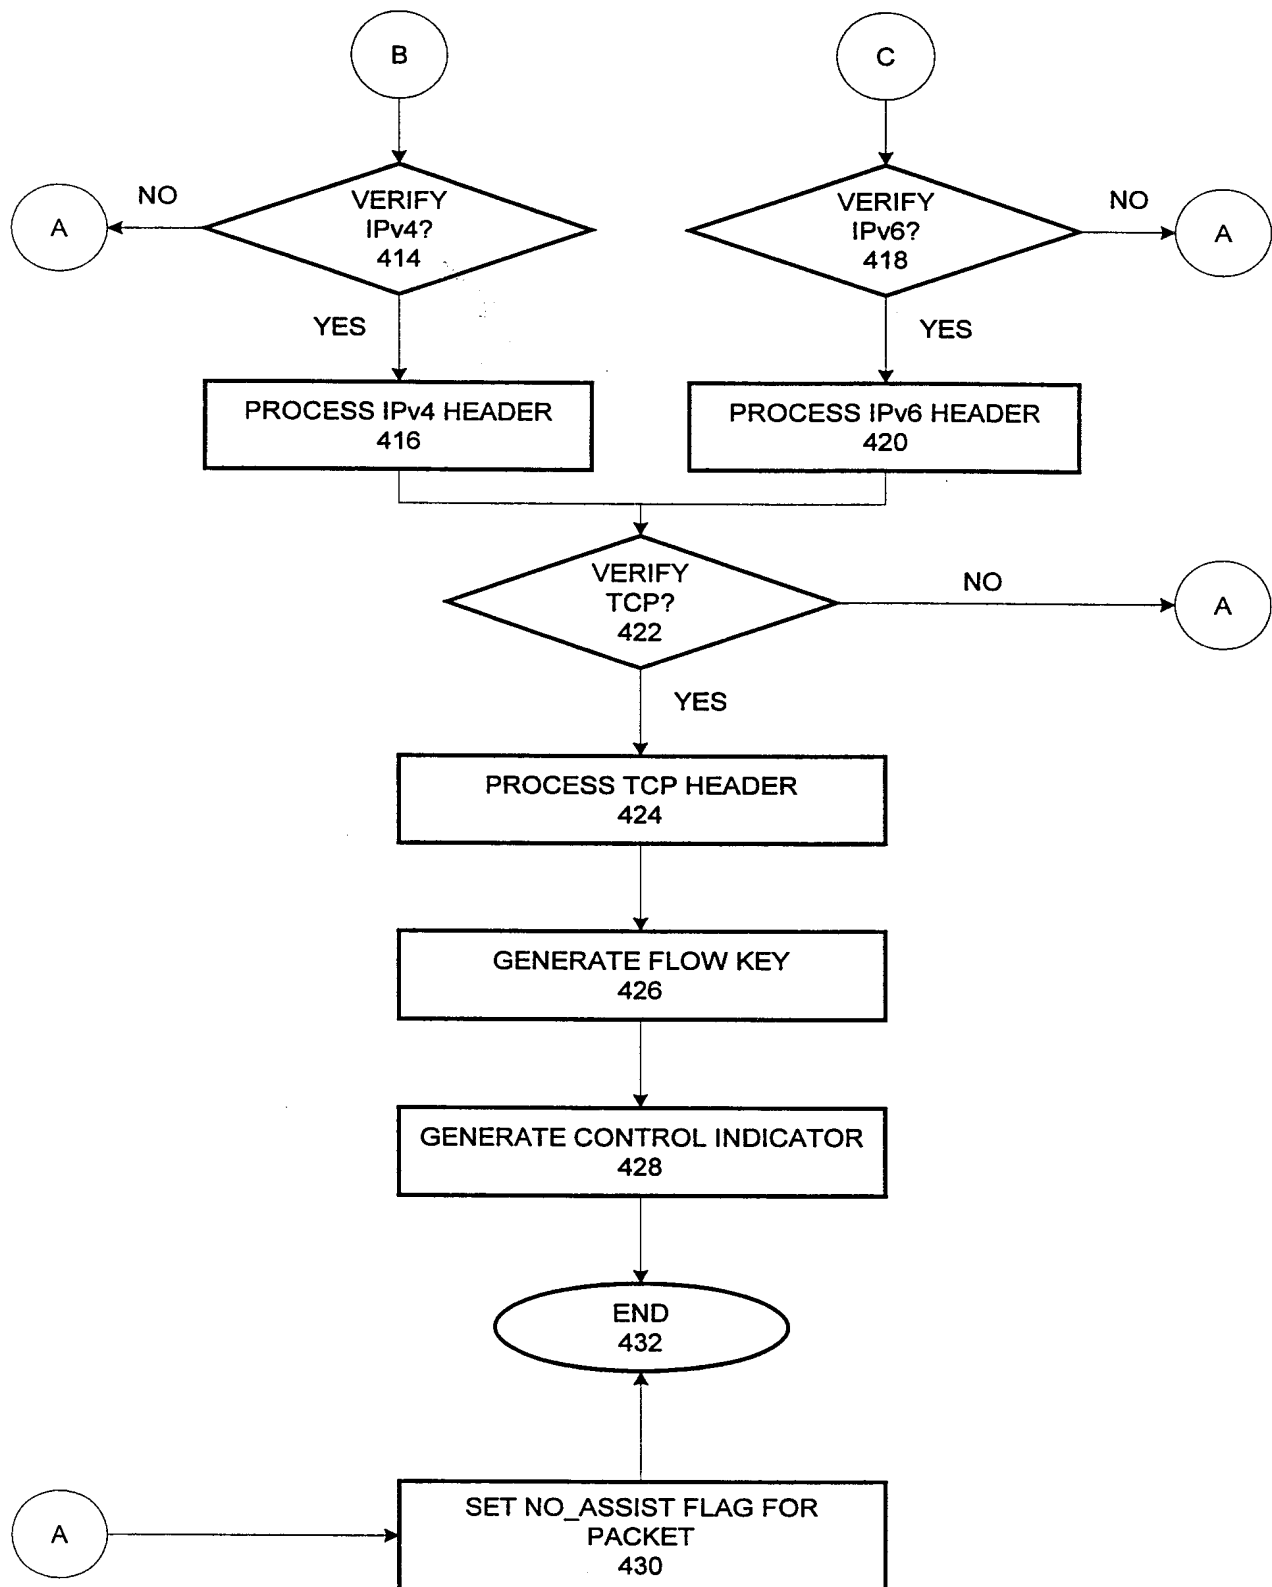 B
C
A
NO
VERIFY
IPv4?
414
VERIFY
IPv6?
418
NO
A
YES
YES
PROCESS IPv4 HEADER
416
PROCESS IPv6 HEADER
420
VERIFY
TCP?
422
NO
A
YES
PROCESS TCP HEADER
424
GENERATE FLOW KEY
426
GENERATE CONTROL INDICATOR
428
END
432
A
SET NO_ASSIST FLAG FOR
PACKET
430